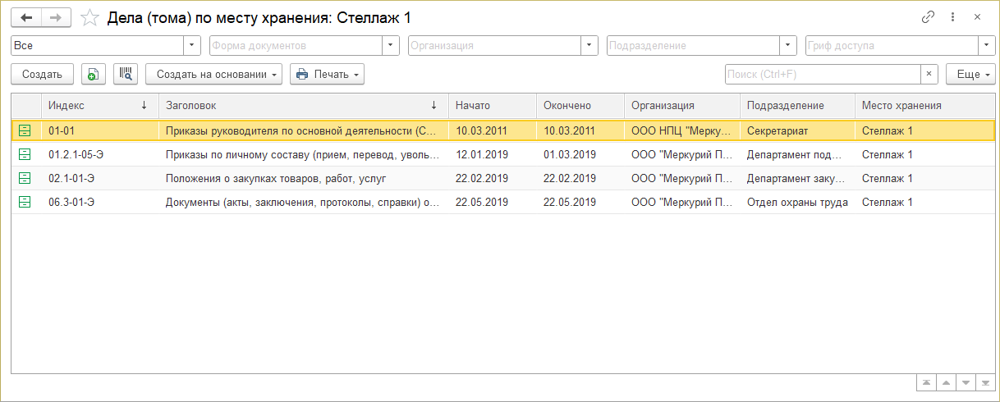 Дела (тома) по месту хранения: Стеллаж 1
Все Форма документов Организация Подразделение Гриф доступа
Создать Создать на основании Печать Поиск (Ctrl+F) × Еще
Индекс ↓ Заголовок ↓ Начато Окончено Организация Подразделение Место хранения
01-01 Приказы руководителя по основной деятельности (С... 10.03.2011 10.03.2011 ООО НПЦ "Мерку... Секретариат Стеллаж 1
01.2.1-05-Э Приказы по личному составу (прием, перевод, уволь... 12.01.2019 01.03.2019 ООО "Меркурий П... Департамент под... Стеллаж 1
02.1-01-Э Положения о закупках товаров, работ, услуг 22.02.2019 22.02.2019 ООО "Меркурий П... Департамент заку... Стеллаж 1
06.3-01-Э Документы (акты, заключения, протоколы, справки) о... 22.05.2019 22.05.2019 ООО "Меркурий П... Отдел охраны труда Стеллаж 1